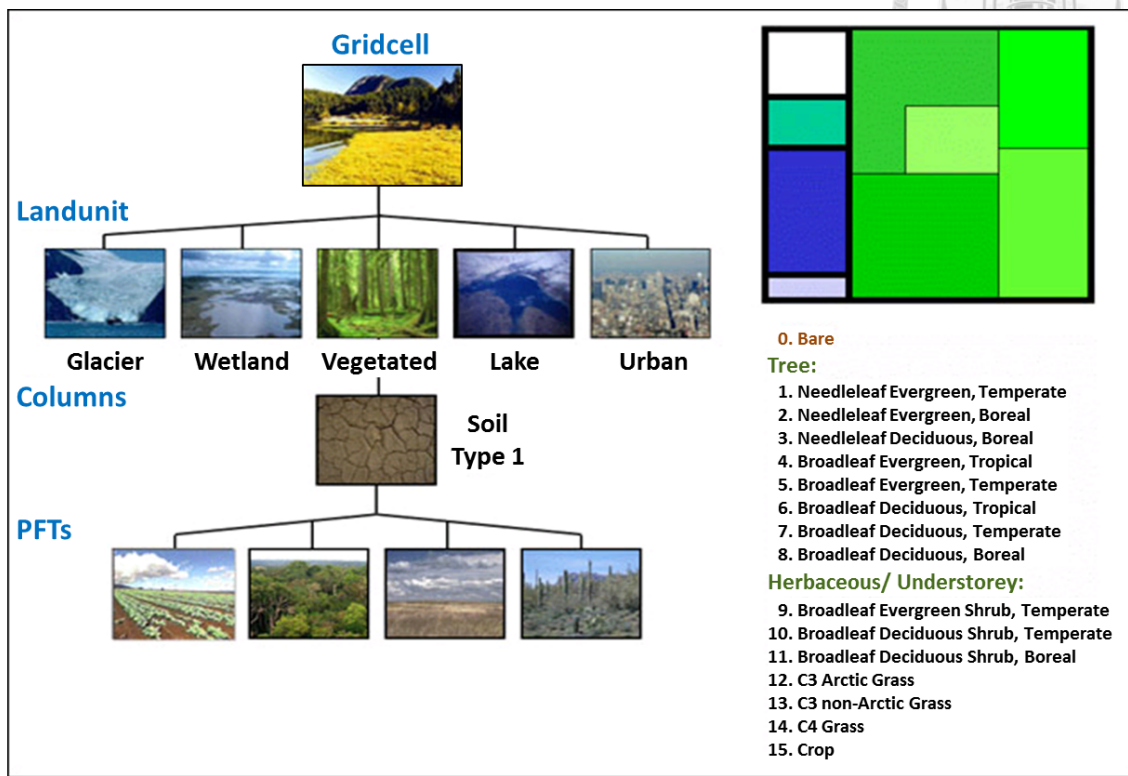 Gridcell
Landunit
Glacier
Wetland
Vegetated
Lake
Urban
Columns
Soil
Type 1
PFTs
0. Bare
Tree:
1. Needleleaf Evergreen, Temperate
2. Needleleaf Evergreen, Boreal
3. Needleleaf Deciduous, Boreal
4. Broadleaf Evergreen, Tropical
5. Broadleaf Evergreen, Temperate
6. Broadleaf Deciduous, Tropical
7. Broadleaf Deciduous, Temperate
8. Broadleaf Deciduous, Boreal
Herbaceous/ Understorey:
9. Broadleaf Evergreen Shrub, Temperate
10. Broadleaf Deciduous Shrub, Temperate
11. Broadleaf Deciduous Shrub, Boreal
12. C3 Arctic Grass
13. C3 non-Arctic Grass
14. C4 Grass
15. Crop